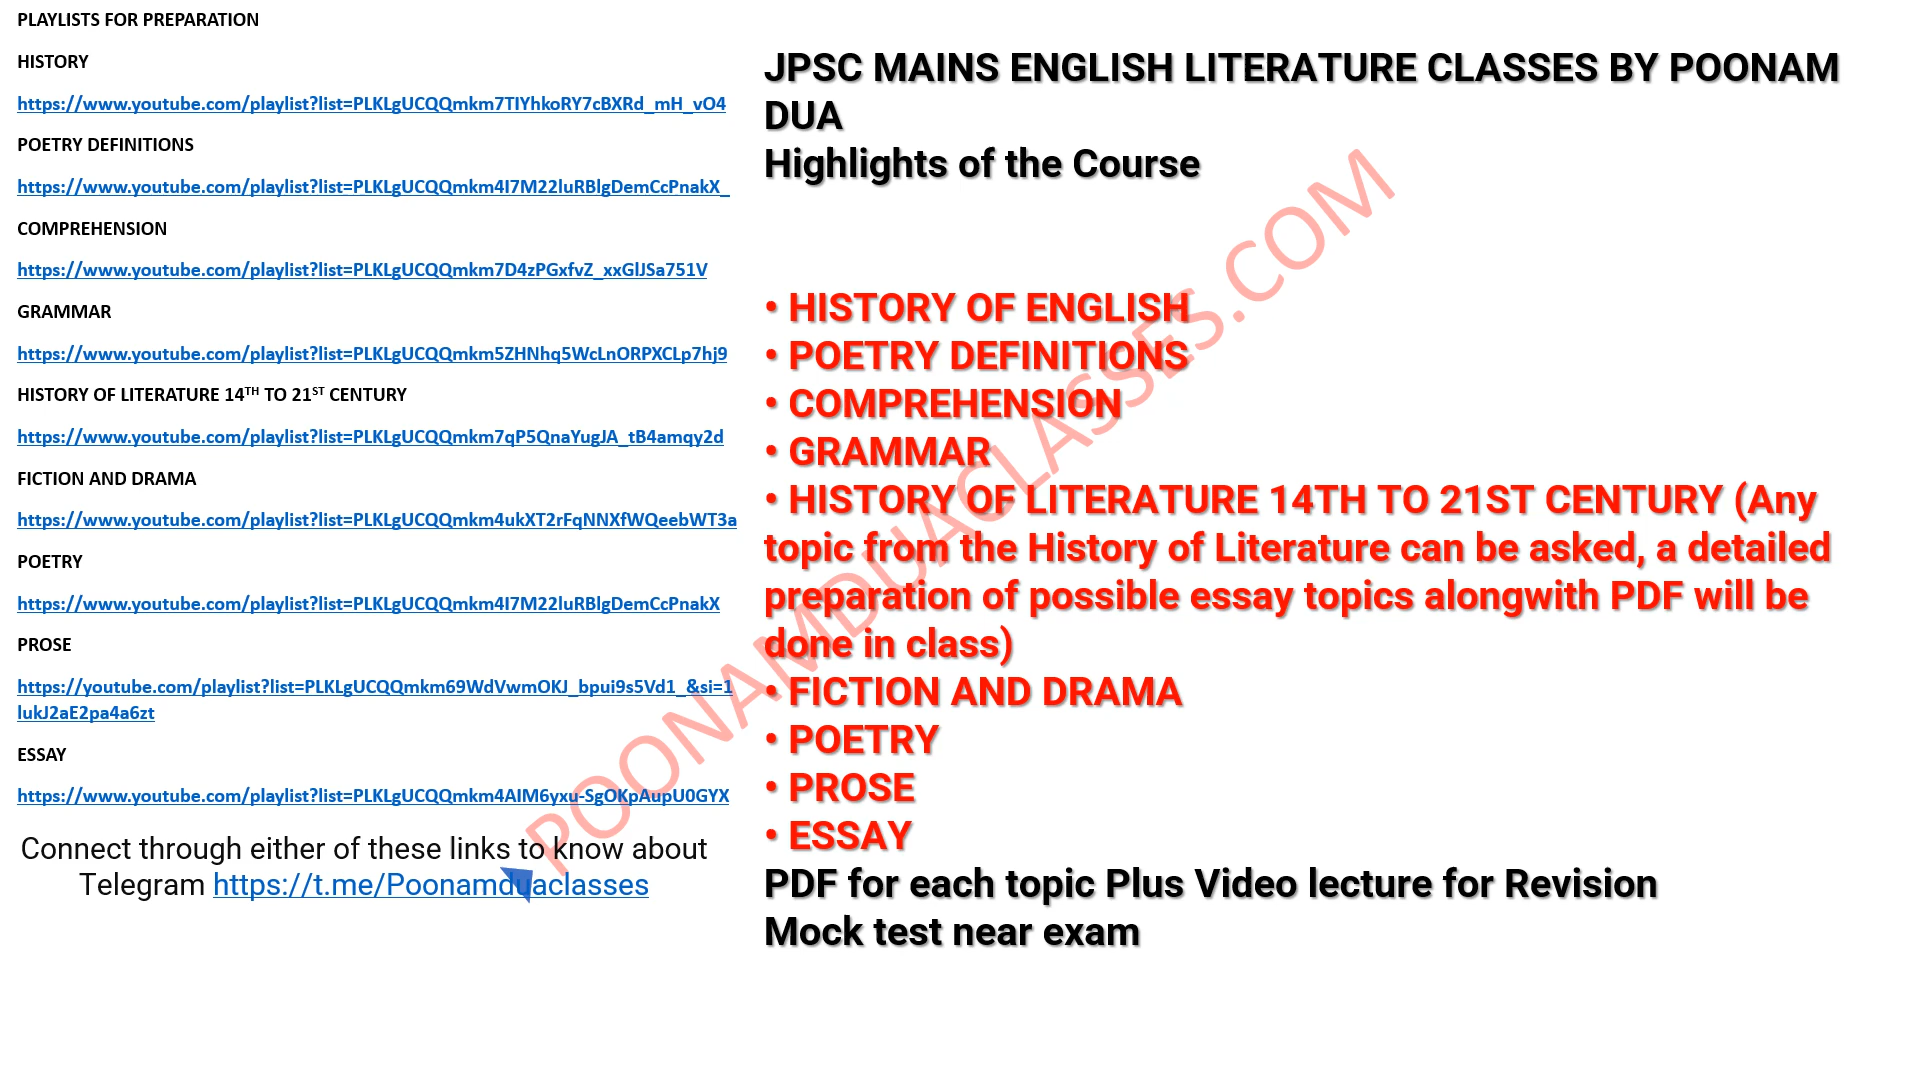 PLAYLISTS FOR PREPARATION
HISTORY
https://www.youtube.com/playlist?list=PLKLgUCQQmkm7TIYhkoRY7cBXRd_mH_vO4
POETRY DEFINITIONS
https://www.youtube.com/playlist?list=PLKLgUCQQmkm4I7M22luRBlgDemCcPnakX_
COMPREHENSION
https://www.youtube.com/playlist?list=PLKLgUCQQmkm7D4zPGxfvZ_xxGlJSa751V
GRAMMAR
https://www.youtube.com/playlist?list=PLKLgUCQQmkm5ZHNhq5WcLnORPXCLp7hj9
HISTORY OF LITERATURE 14TH TO 21ST CENTURY
https://www.youtube.com/playlist?list=PLKLgUCQQmkm7qP5QnaYugJA_tB4amqy2d
FICTION AND DRAMA
https://www.youtube.com/playlist?list=PLKLgUCQQmkm4ukXT2rFqNNXfWQeebWT3a
POETRY
https://www.youtube.com/playlist?list=PLKLgUCQQmkm4I7M22luRBlgDemCcPnakX
PROSE
https://youtube.com/playlist?list=PLKLgUCQQmkm69WdVwmOKJ_bpui9s5Vd1_&si=1
lukJ2aE2pa4a6zt
ESSAY
https://www.youtube.com/playlist?list=PLKLgUCQQmkm4AIM6yxu-SgOKpAupU0GYX
Connect through either of these links to know about
Telegram https://t.me/Poonamduaclasses
JPSC MAINS ENGLISH LITERATURE CLASSES BY POONAM
DUA
Highlights of the Course
• HISTORY OF ENGLISH
• POETRY DEFINITIONS
• COMPREHENSION
• GRAMMAR
• HISTORY OF LITERATURE 14TH TO 21ST CENTURY (Any
topic from the History of Literature can be asked, a detailed
preparation of possible essay topics alongwith PDF will be
done in class)
• FICTION AND DRAMA
• POETRY
• PROSE
• ESSAY
PDF for each topic Plus Video lecture for Revision
Mock test near exam
POONAMDUACLASSES.COM